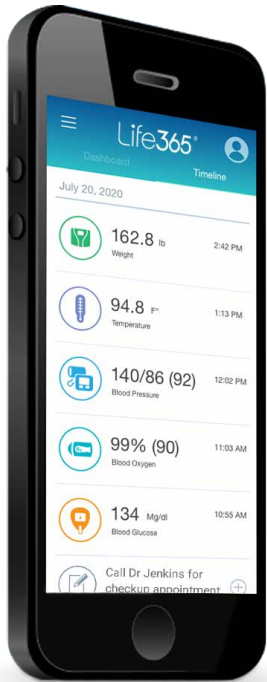 Life365®
Dashboard
Timeline
July 20, 2020
162.8 lb
2:42 PM
Weight
94.8 F°
1:13 PM
Temperature
140/86 (92)
12:02 PM
Blood Pressure
99% (90)
11:03 AM
Blood Oxygen
134 Mg/dl
10:55 AM
Blood Glucose
Call Dr Jenkins for
checkup appointment